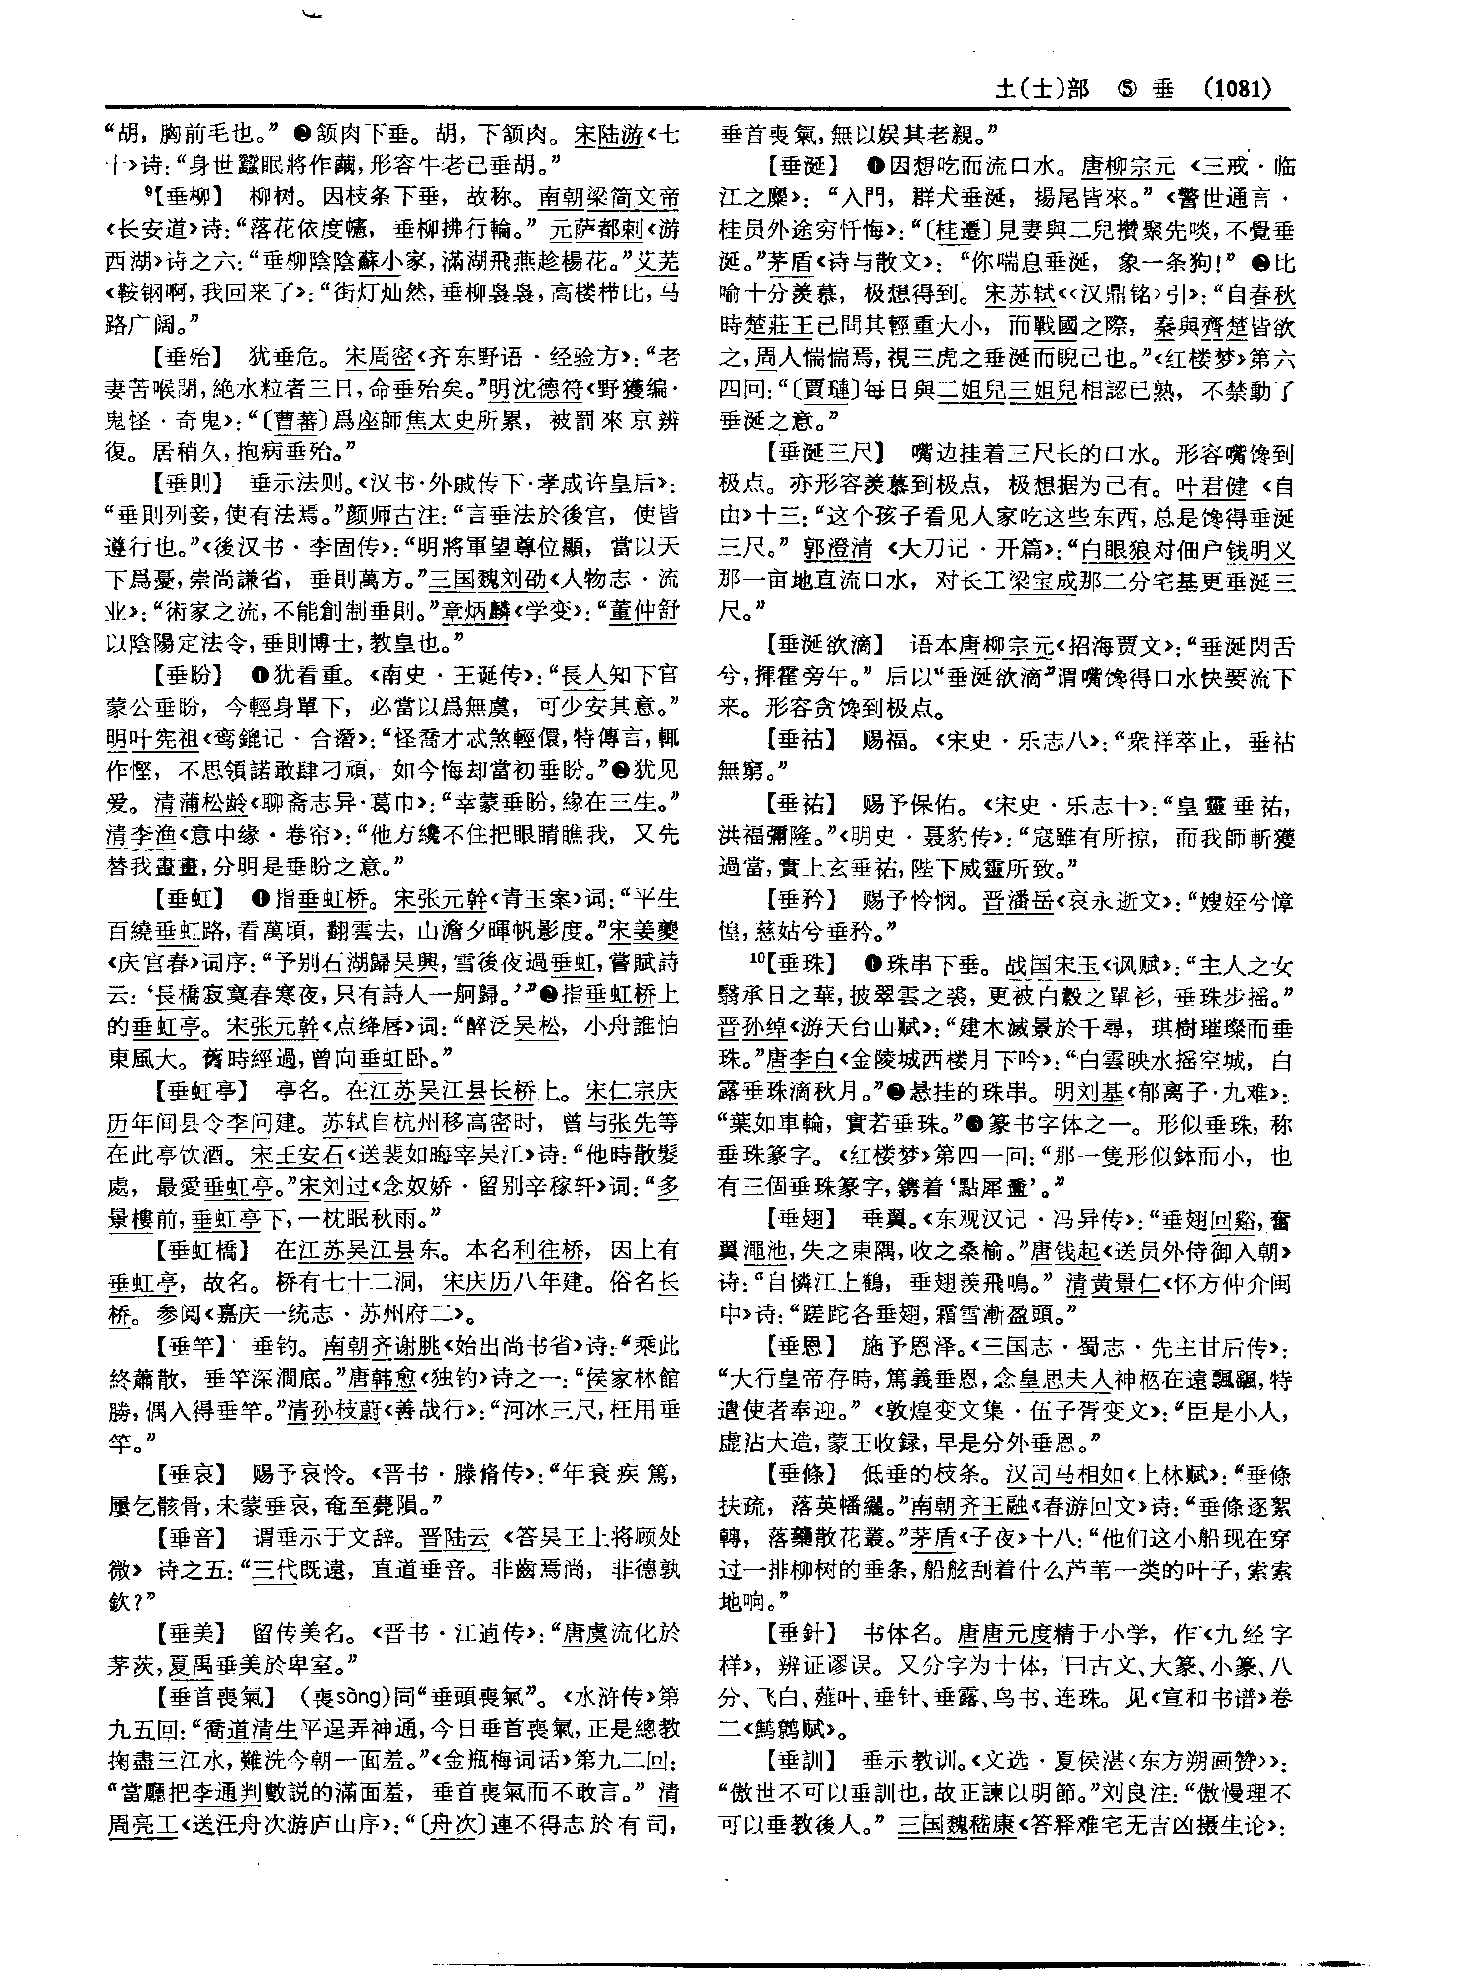 土(士)部 ⑤ 垂 (1081)
“胡，胸前毛也。”❷颔肉下垂。胡，下颔肉。宋陆游《七
十》诗：“身世蠶眠將作繭，形容牛老已垂胡。”
⁹【垂柳】 柳树。因枝条下垂，故称。南朝梁简文帝
《长安道》诗：“落花依度幰，垂柳拂行輪。”元萨都剌《游
西湖》诗之六：“垂柳陰陰蘇小家，滿湖飛燕趁楊花。”艾芜
《鞍钢啊，我回来了》：“街灯灿然，垂柳袅袅，高楼栉比，马
路广阔。”
【垂殆】 犹垂危。宋周密《齐东野语·经验方》：“老
妻苦喉閉，絶水粒者三日，命垂殆矣。”明沈德符《野獲编·
鬼怪·奇鬼》：“〔曹蕃〕爲座師焦太史所累，被罰來京辨
復。居稍久，抱病垂殆。”
【垂則】 垂示法则。《汉书·外戚传下·孝成许皇后》：
“垂則列妾，使有法焉。”颜师古注：“言垂法於後宫，使皆
遵行也。”《後汉书·李固传》：“明將軍望尊位顯，當以天
下爲憂，崇尚謙省，垂則萬方。”三国魏刘劭《人物志·流
业》：“術家之流，不能創制垂則。”章炳麟《学变》：“董仲舒
以陰陽定法令，垂則博士，教皇也。”
【垂盼】 ❶犹看重。《南史·王诞传》：“長人知下官
蒙公垂盼，今輕身單下，必當以爲無虞，可少安其意。”
明叶宪祖《鸾鎞记·合谮》：“怪喬才忒煞輕儇，特傳言，輒
作慳，不思領諾敢肆刁頑，如今悔却當初垂盼。”❷犹见
爱。清蒲松龄《聊斋志异·葛巾》：“幸蒙垂盼，緣在三生。”
清李渔《意中缘·卷帘》：“他方纔不住把眼睛瞧我，又先
替我畫畫，分明是垂盼之意。”
【垂虹】 ❶指垂虹桥。宋张元幹《青玉案》词：“平生
百繞垂虹路，看萬頃，翻雲去，山澹夕暉帆影度。”宋姜夔
《庆宫春》词序：“予别石湖歸吴興，雪後夜過垂虹，嘗賦詩
云：‘長橋寂寞春寒夜，只有詩人一舸歸。’”❷指垂虹桥上
的垂虹亭。宋张元幹《点绛唇》词：“醉泛吴松，小舟誰怕
東風大。舊時經過，曾向垂虹卧。”
【垂虹亭】 亭名。在江苏吴江县长桥上。宋仁宗庆
历年间县令李问建。苏轼自杭州移高密时，曾与张先等
在此亭饮酒。宋王安石《送裴如晦宰吴江》诗：“他時散髮
處，最愛垂虹亭。”宋刘过《念奴娇·留别辛稼轩》词：“多
景樓前，垂虹亭下，一枕眠秋雨。”
【垂虹橋】 在江苏吴江县东。本名利往桥，因上有
垂虹亭，故名。桥有七十二洞，宋庆历八年建。俗名长
桥。参阅《嘉庆一统志·苏州府二》。
【垂竿】 垂钓。南朝齐谢朓《始出尚书省》诗：“乘此
終蕭散，垂竿深澗底。”唐韩愈《独钓》诗之一：“侯家林館
勝，偶入得垂竿。”清孙枝蔚《善战行》：“河冰三尺，枉用垂
竿。”
【垂哀】 赐予哀怜。《晋书·滕脩传》：“年衰疾篤，
屢乞骸骨，未蒙垂哀，奄至薨隕。”
【垂音】 谓垂示于文辞。晋陆云《答吴王上将顾处
微》诗之五：“三代既遠，直道垂音。非齒焉尚，非德孰
欽？”
【垂美】 留传美名。《晋书·江逌传》：“唐虞流化於
茅茨，夏禹垂美於卑室。”
【垂首喪氣】 （喪sàng）同“垂頭喪氣”。《水浒传》第
九五回：“喬道清生平逞弄神通，今日垂首喪氣，正是總教
掬盡三江水，難洗今朝一面羞。”《金瓶梅词话》第九二回：
“當廳把李通判數説的滿面羞，垂首喪氣而不敢言。”清
周亮工《送汪舟次游庐山序》：“〔舟次〕連不得志於有司，
垂首喪氣，無以娱其老親。”
【垂涎】 ❶因想吃而流口水。唐柳宗元《三戒·临
江之麋》：“入門，群犬垂涎，揚尾皆來。”《警世通言·
桂员外途穷忏悔》：“〔桂遷〕見妻與二兒攢聚先啖，不覺垂
涎。”茅盾《诗与散文》：“你喘息垂涎，象一条狗！”❷比
喻十分羡慕，极想得到。宋苏轼《〈汉鼎铭〉引》：“自春秋
時楚莊王已問其輕重大小，而戰國之際，秦與齊楚皆欲
之，周人惴惴焉，視三虎之垂涎而睨己也。”《红楼梦》第六
四回：“〔賈璉〕每日與二姐兒三姐兒相認已熟，不禁動了
垂涎之意。”
【垂涎三尺】 嘴边挂着三尺长的口水。形容嘴馋到
极点。亦形容羡慕到极点，极想据为己有。叶君健《自
由》十三：“这个孩子看见人家吃这些东西，总是馋得垂涎
三尺。”郭澄清《大刀记·开篇》：“白眼狼对佃户钱明义
那一亩地直流口水，对长工梁宝成那二分宅基更垂涎三
尺。”
【垂涎欲滴】 语本唐柳宗元《招海贾文》：“垂涎閃舌
兮，揮霍旁午。”后以“垂涎欲滴”谓嘴馋得口水快要流下
来。形容贪馋到极点。
【垂祜】 赐福。《宋史·乐志八》：“衆祥萃止，垂祜
無窮。”
【垂祐】 赐予保佑。《宋史·乐志十》：“皇靈垂祐，
洪福彌隆。”《明史·聂豹传》：“寇雖有所掠，而我師斬獲
過當，實上玄垂祐，陛下威靈所致。”
【垂矜】 赐予怜悯。晋潘岳《哀永逝文》：“嫂姪兮慞
惶，慈姑兮垂矜。”
¹⁰【垂珠】 ❶珠串下垂。战国宋玉《讽赋》：“主人之女
翳承日之華，披翠雲之裘，更被白縠之單衫，垂珠步摇。”
晋孙绰《游天台山赋》：“建木滅景於千尋，琪樹璀璨而垂
珠。”唐李白《金陵城西楼月下吟》：“白雲映水摇空城，白
露垂珠滴秋月。”❷悬挂的珠串。明刘基《郁离子·九难》：
“葉如車輪，實若垂珠。”❸篆书字体之一。形似垂珠，称
垂珠篆字。《红楼梦》第四一回：“那一隻形似鉢而小，也
有三個垂珠篆字，鐫着‘點犀䀉’。”
【垂翅】 垂翼。《东观汉记·冯异传》：“垂翅回谿，奮
翼澠池，失之東隅，收之桑榆。”唐钱起《送员外侍御入朝》
诗：“自憐江上鶴，垂翅羡飛鳴。”清黄景仁《怀方仲介闽
中》诗：“蹉跎各垂翅，霜雪漸盈頭。”
【垂恩】 施予恩泽。《三国志·蜀志·先主甘后传》：
“大行皇帝存時，篤義垂恩，念皇思夫人神柩在遠飄颻，特
遣使者奉迎。”《敦煌变文集·伍子胥变文》：“臣是小人，
虚沾大造，蒙王收録，早是分外垂恩。”
【垂條】 低垂的枝条。汉司马相如《上林赋》：“垂條
扶疏，落英幡纚。”南朝齐王融《春游回文》诗：“垂條逐絮
轉，落蘂散花叢。”茅盾《子夜》十八：“他们这小船现在穿
过一排柳树的垂条，船舷刮着什么芦苇一类的叶子，索索
地响。”
【垂針】 书体名。唐唐元度精于小学，作《九经字
样》，辨证谬误。又分字为十体，曰古文、大篆、小篆、八
分、飞白、薤叶、垂针、垂露、鸟书、连珠。见《宣和书谱》卷
二《鹪鹩赋》。
【垂訓】 垂示教训。《文选·夏侯湛〈东方朔画赞〉》：
“傲世不可以垂訓也，故正諫以明節。”刘良注：“傲慢理不
可以垂教後人。”三国魏嵇康《答释难宅无吉凶摄生论》：